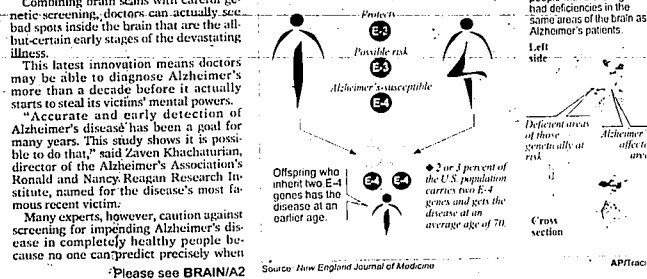 Combining brain scans with careful ge-
netic screening, doctors can actually see
bad spots inside the brain that are the all-
but-certain early stages of the devastating
illness.
This latest innovation means doctors
may be able to diagnose Alzheimer's
more than a decade before it actually
starts to steal its victims' mental powers.
"Accurate and early detection of
Alzheimer's disease has been a goal for
many years. This study shows it is possi-
ble to do that," said Zaven Khachaturian,
director of the Alzheimer's Association's
Ronald and Nancy Reagan Research In-
stitute, named for the disease's most fa-
mous recent victim.
Many experts, however, caution against
screening for impending Alzheimer's dis-
ease in completely healthy people be-
cause no one can predict precisely when
Please see BRAIN/A2
Protects
E-2
Possible risk
E-3
Alzheimer's-susceptible
E-4
Offspring who
inherit two E-4
genes has the
disease at an
earlier age.
E-4 E-4
◆ 2 or 3 percent of
the U.S. population
carries two E-4
genes and gets the
disease at an
average age of 70.
Source: New England Journal of Medicine
had deficiencies in the
same areas of the brain as
Alzheimer's patients.
Left
side
Deficient areas
of those
genetically at
risk
Alzheimer'
affect
area
Cross
section
AP/Trac